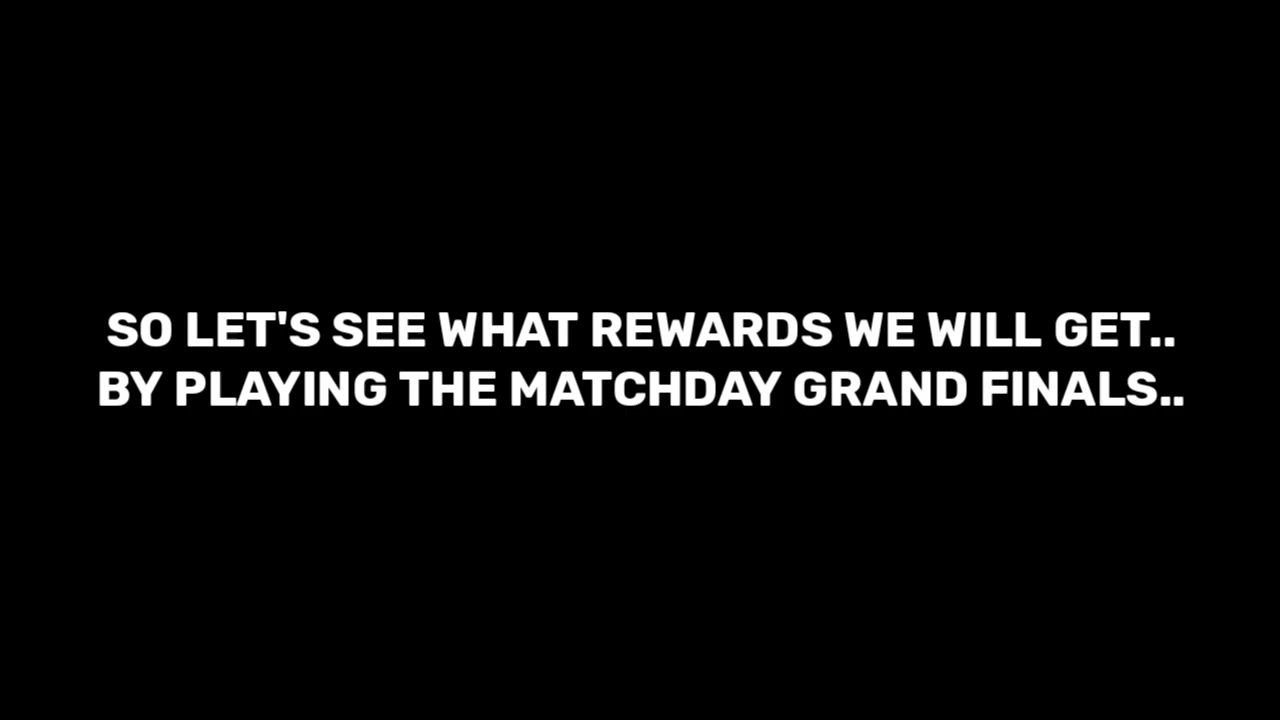 SO LET'S SEE WHAT REWARDS WE WILL GET..
BY PLAYING THE MATCHDAY GRAND FINALS..